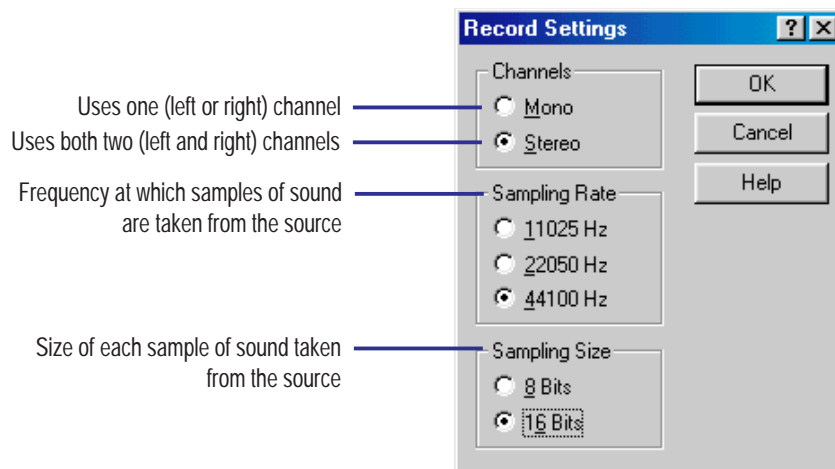 Record Settings
Channels
Uses one (left or right) channel
Mono
Uses both two (left and right) channels
Stereo
OK
Cancel
Help
Frequency at which samples of sound
are taken from the source
Sampling Rate
11025 Hz
22050 Hz
44100 Hz
Size of each sample of sound taken
from the source
Sampling Size
8 Bits
16 Bits